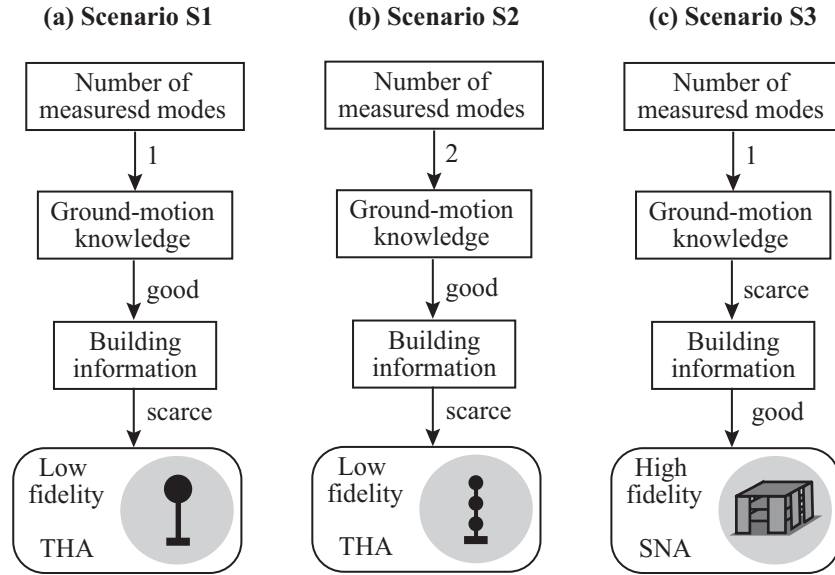 (a) Scenario S1
Number of
measuresd modes
1
Ground-motion
knowledge
good
Building
information
scarce
Low
fidelity
THA
(b) Scenario S2
Number of
measuresd modes
2
Ground-motion
knowledge
good
Building
information
scarce
Low
fidelity
THA
(c) Scenario S3
Number of
measuresd modes
1
Ground-motion
knowledge
scarce
Building
information
good
High
fidelity
SNA